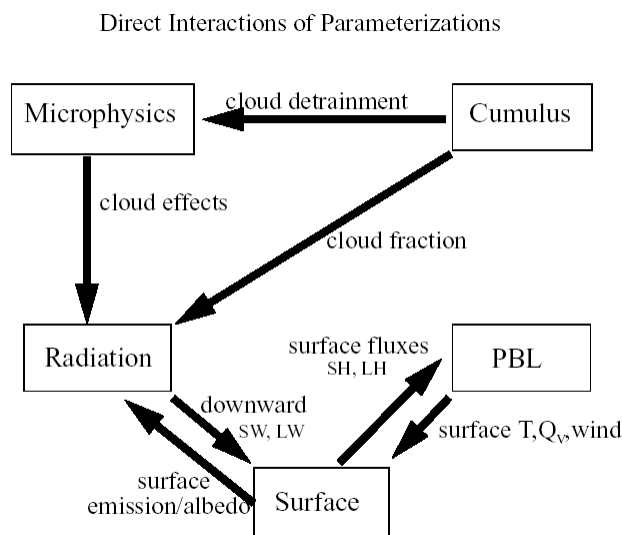 Direct Interactions of Parameterizations
Microphysics
cloud detrainment
Cumulus
cloud effects
cloud fraction
Radiation
surface fluxes
SH, LH
PBL
downward
SW, LW
surface T,Qv,wind
surface
emission/albedo
Surface